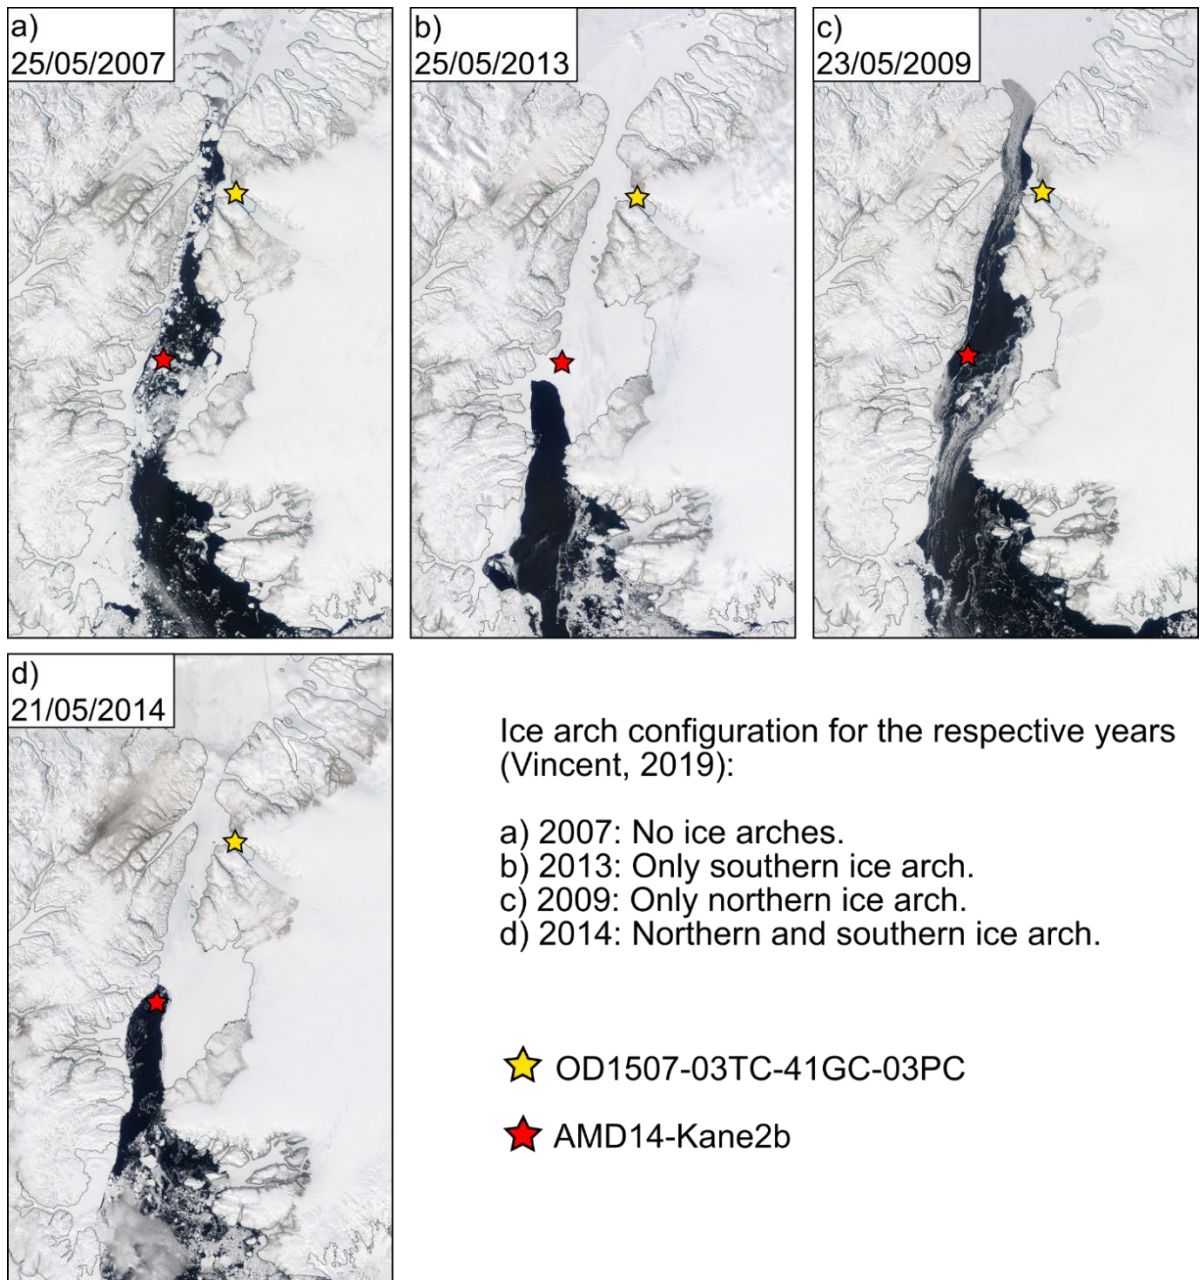 a)
25/05/2007
b)
25/05/2013
c)
23/05/2009
d)
21/05/2014
Ice arch configuration for the respective years
(Vincent, 2019):
a) 2007: No ice arches.
b) 2013: Only southern ice arch.
c) 2009: Only northern ice arch.
d) 2014: Northern and southern ice arch.
OD1507-03TC-41GC-03PC
AMD14-Kane2b